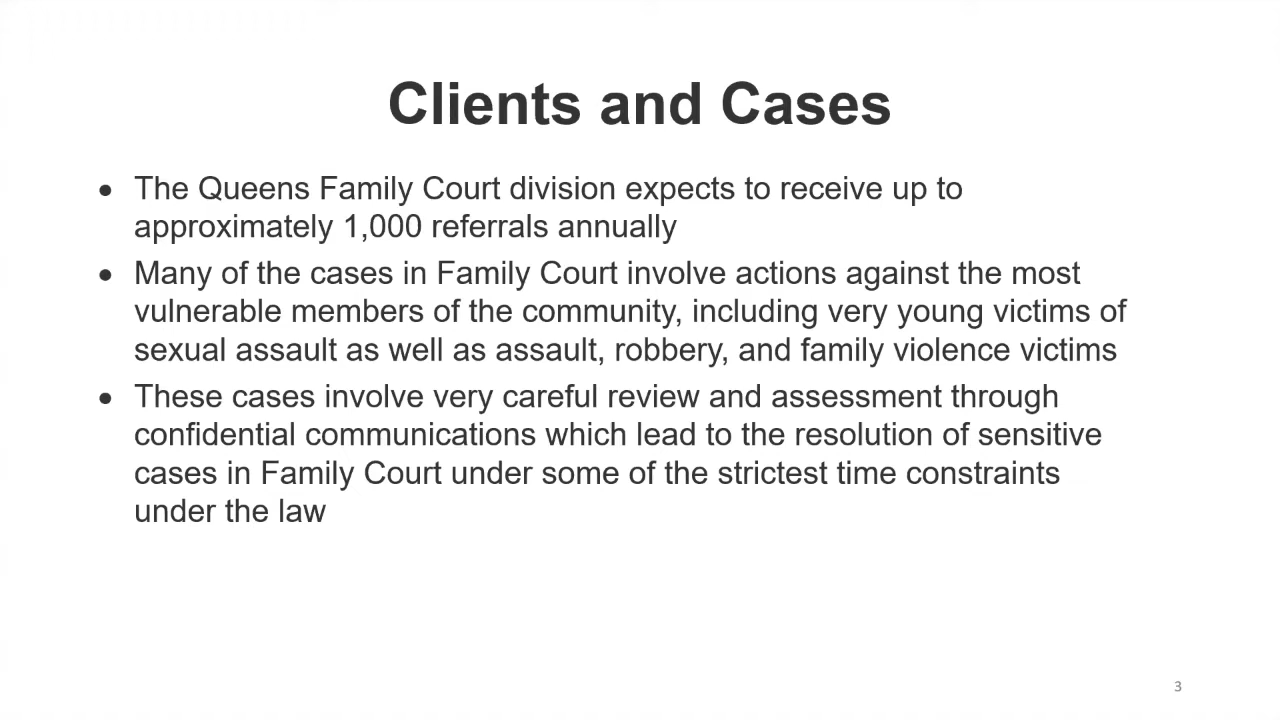 Clients and Cases
• The Queens Family Court division expects to receive up to
approximately 1,000 referrals annually
• Many of the cases in Family Court involve actions against the most
vulnerable members of the community, including very young victims of
sexual assault as well as assault, robbery, and family violence victims
• These cases involve very careful review and assessment through
confidential communications which lead to the resolution of sensitive
cases in Family Court under some of the strictest time constraints
under the law
3